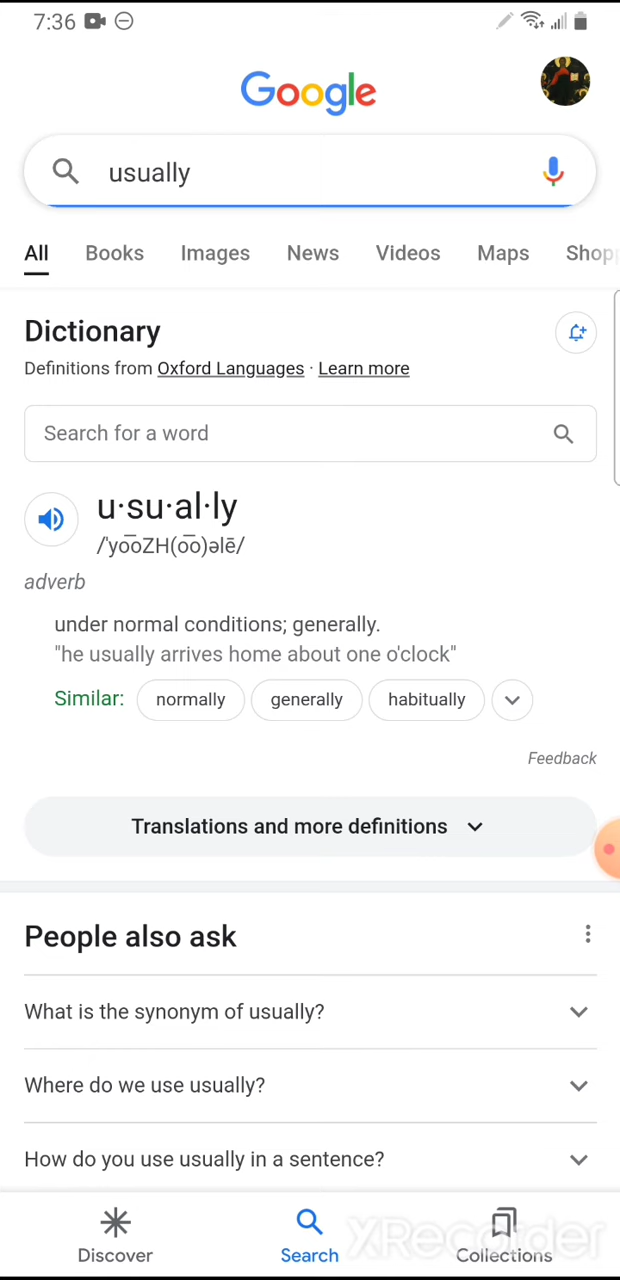 7:36
Google
usually
All Books Images News Videos Maps Shop
Dictionary
Definitions from Oxford Languages · Learn more
Search for a word
u·su·al·ly
/ˈyo͞oZH(o͞o)əlē/
adverb
under normal conditions; generally.
"he usually arrives home about one o'clock"
Similar: normally generally habitually
Feedback
Translations and more definitions
People also ask
What is the synonym of usually?
Where do we use usually?
How do you use usually in a sentence?
XRecorder
Discover Search Collections